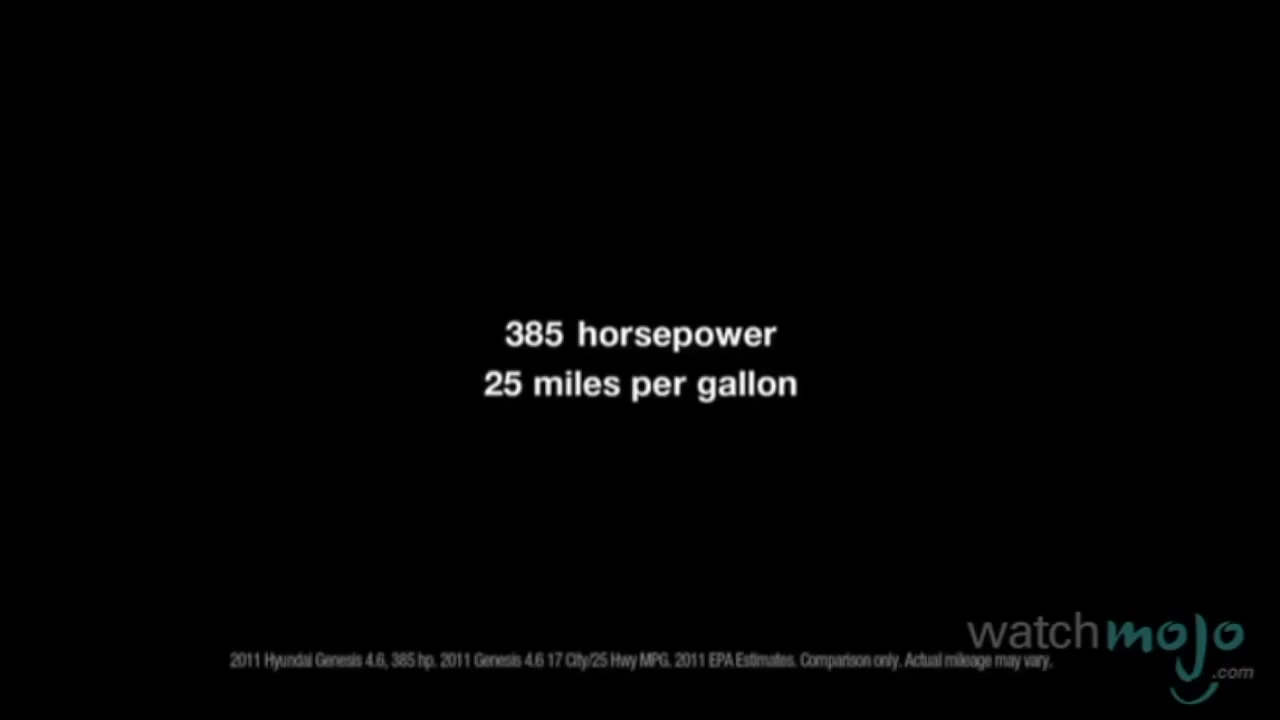 385 horsepower
25 miles per gallon
2011 Hyundai Genesis 4.6, 385 hp. 2011 Genesis 4.6 17 City/25 Hwy MPG. 2011 EPA Estimates. Comparison only. Actual mileage may vary.
watchmojo
.com